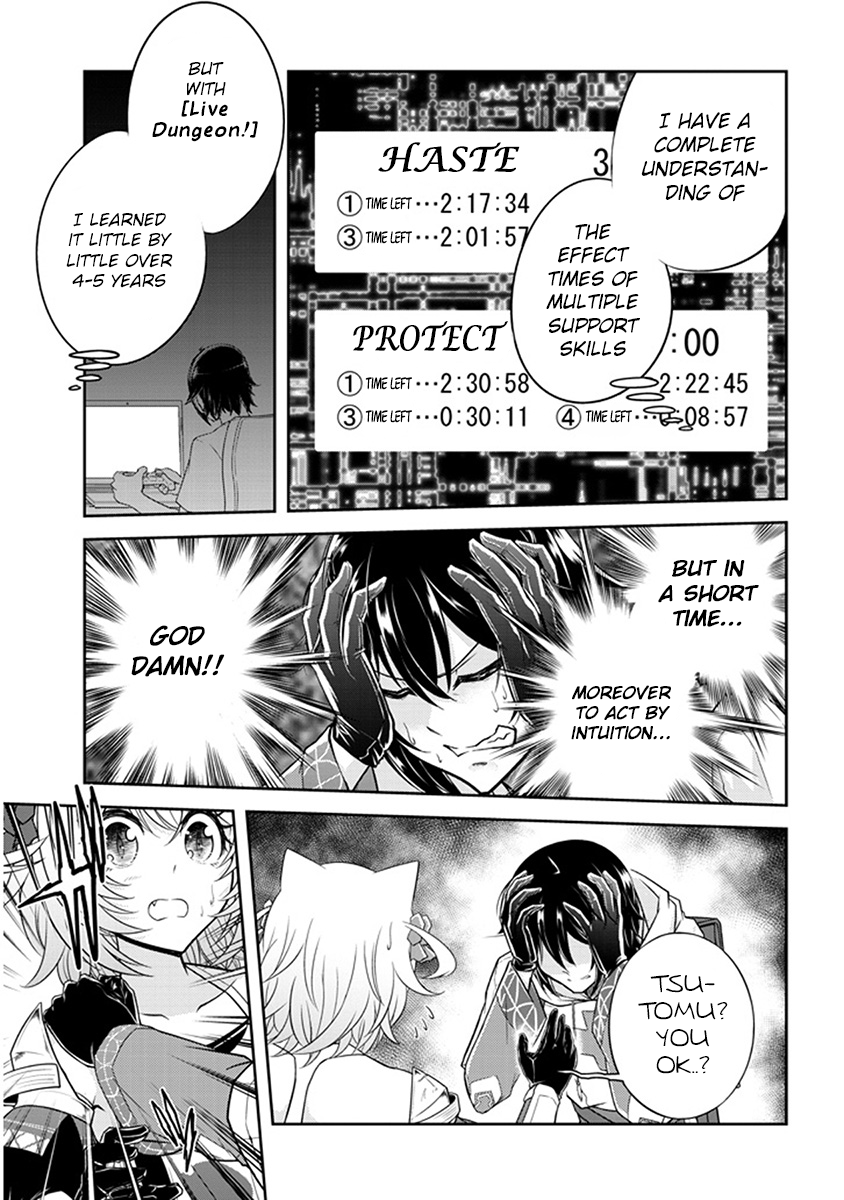 I HAVE A
COMPLETE
UNDERSTAN-
DING OF
THE
EFFECT
TIMES OF
MULTIPLE
SUPPORT
SKILLS
HASTE
① TIME LEFT ···2:17:34
③ TIME LEFT ···2:01:57
PROTECT :00
① TIME LEFT ···2:30:58 2:22:45
③ TIME LEFT ···0:30:11 ④ TIME LEFT ··· :08:57
BUT
WITH
[Live
Dungeon!]
I LEARNED
IT LITTLE BY
LITTLE OVER
4-5 YEARS
BUT IN
A SHORT
TIME...
MOREOVER
TO ACT BY
INTUITION...
GOD
DAMN!!
TSU-
TOMU?
YOU
OK..?